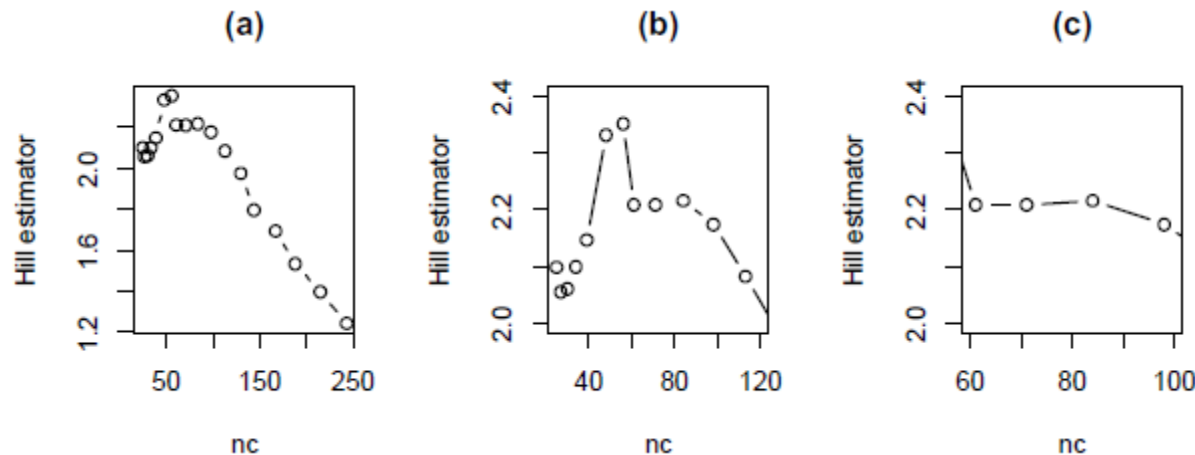 (a)
Hill estimator
1.2 1.6 2.0
50 150 250
nc
(b)
Hill estimator
2.0 2.2 2.4
40 80 120
nc
(c)
Hill estimator
2.0 2.2 2.4
60 80 100
nc